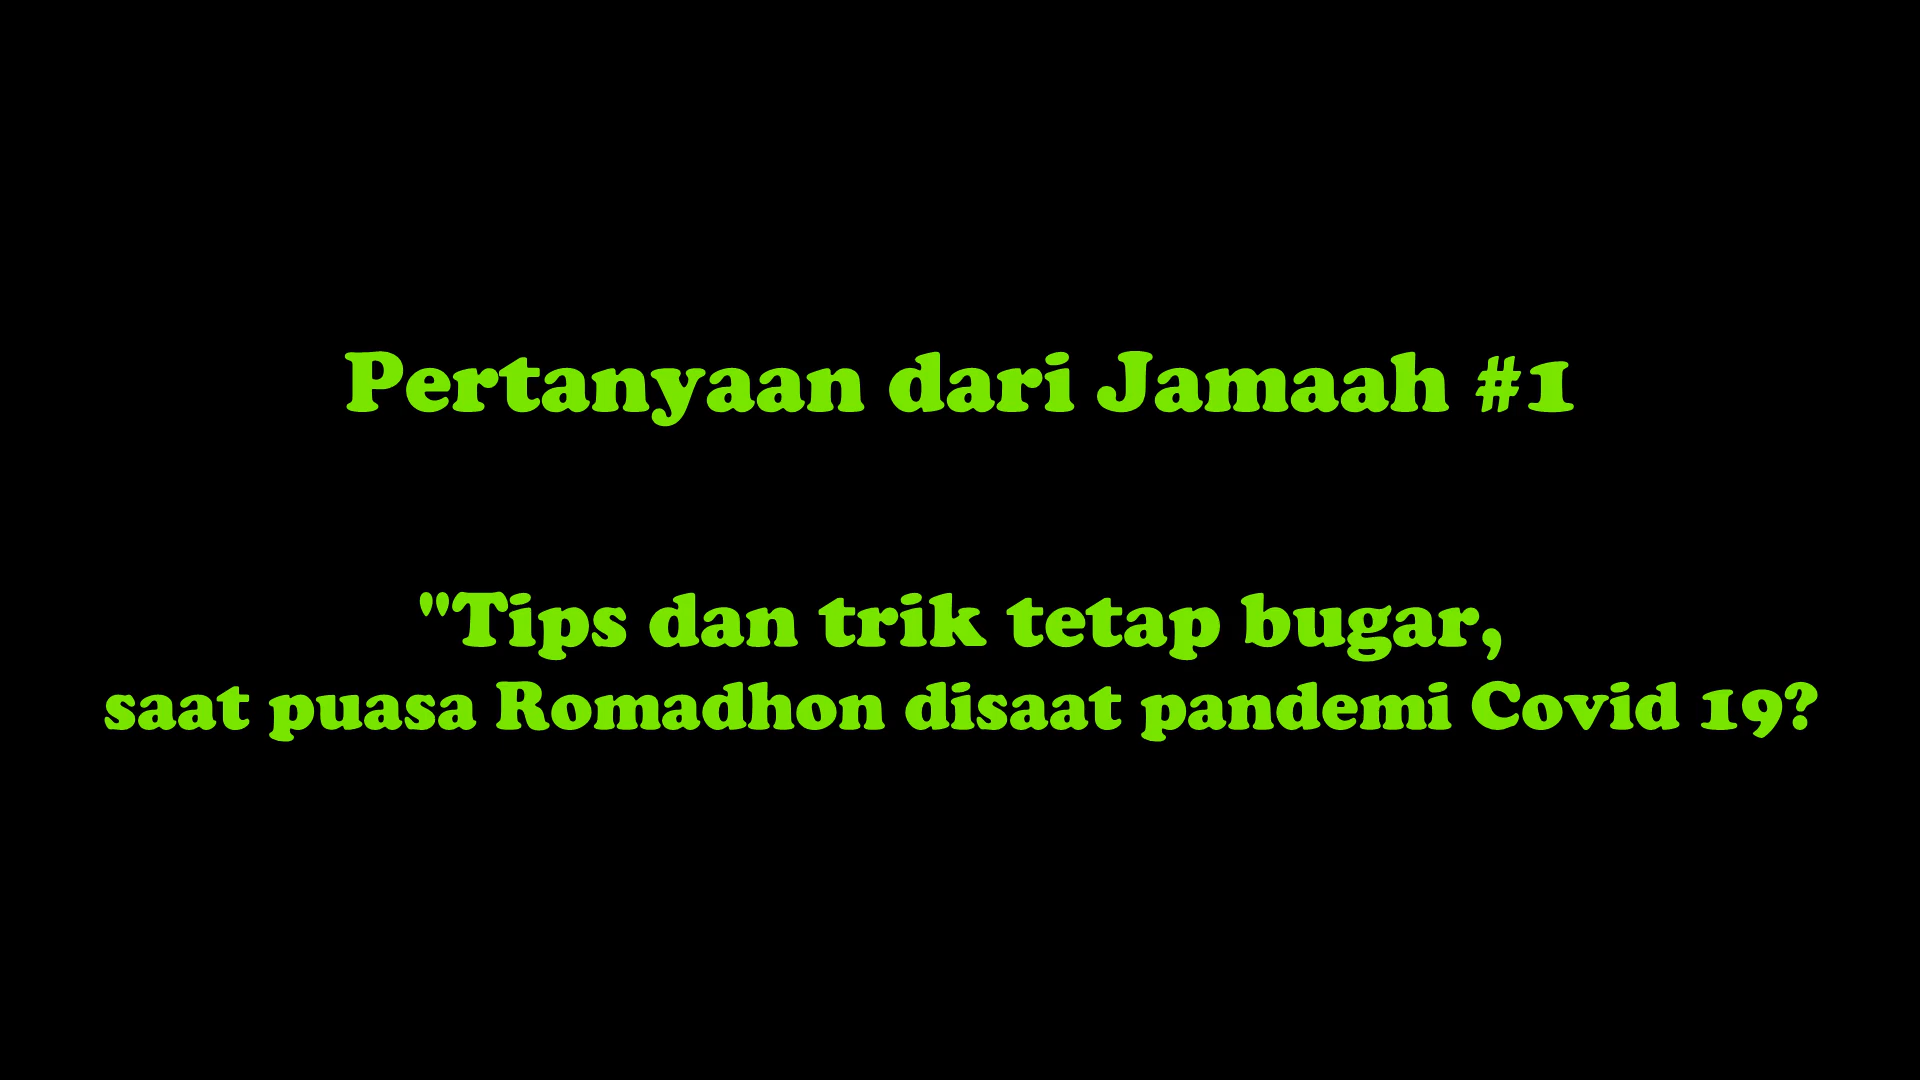 Pertanyaan dari Jamaah #1
"Tips dan trik tetap bugar,
saat puasa Romadhon disaat pandemi Covid 19?